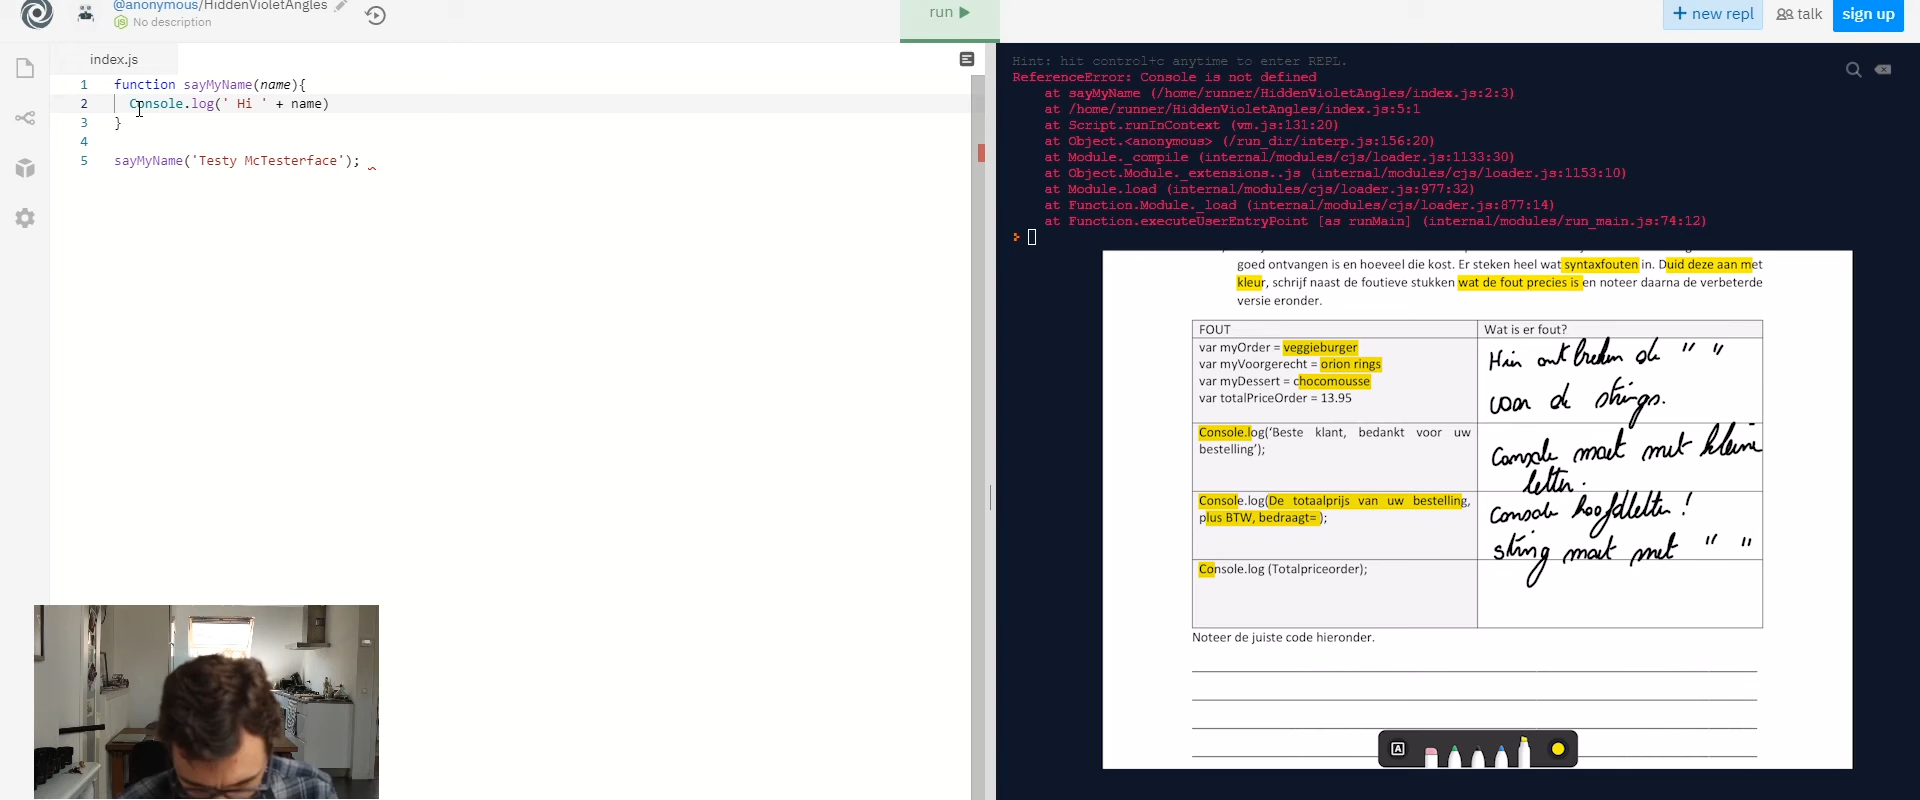 @anonymous/HiddenVioletAngles
No description
run
+ new repl
talk
sign up
index.js
1 function sayMyName(name){
2 Console.log(' Hi ' + name)
3 }
4
5 sayMyName('Testy McTesterface');
Hint: hit control+c anytime to enter REPL.
ReferenceError: Console is not defined
at sayMyName (/home/runner/HiddenVioletAngles/index.js:2:3)
at /home/runner/HiddenVioletAngles/index.js:5:1
at Script.runInContext (vm.js:131:20)
at Object.<anonymous> (/run_dir/interp.js:156:20)
at Module._compile (internal/modules/cjs/loader.js:1133:30)
at Object.Module._extensions..js (internal/modules/cjs/loader.js:1153:10)
at Module.load (internal/modules/cjs/loader.js:977:32)
at Function.Module._load (internal/modules/cjs/loader.js:877:14)
at Function.executeUserEntryPoint [as runMain] (internal/modules/run_main.js:74:12)
>
goed ontvangen is en hoeveel die kost. Er steken heel wat syntaxfouten in. Duid deze aan met
kleur, schrijf naast de foutieve stukken wat de fout precies is en noteer daarna de verbeterde
versie eronder.
FOUT
Wat is er fout?
var myOrder = veggieburger
var myVoorgerecht = orion rings
var myDessert = chocomousse
var totalPriceOrder = 13.95
Hier ontbreken de " "
voor de strings.
Console.log('Beste klant, bedankt voor uw
bestelling');
Console moet met kleine
letter.
Console.log(De totaalprijs van uw bestelling,
plus BTW, bedraagt= );
Console hoofdletter!
string moet met " "
Console.log (Totalpriceorder);
Noteer de juiste code hieronder.
A